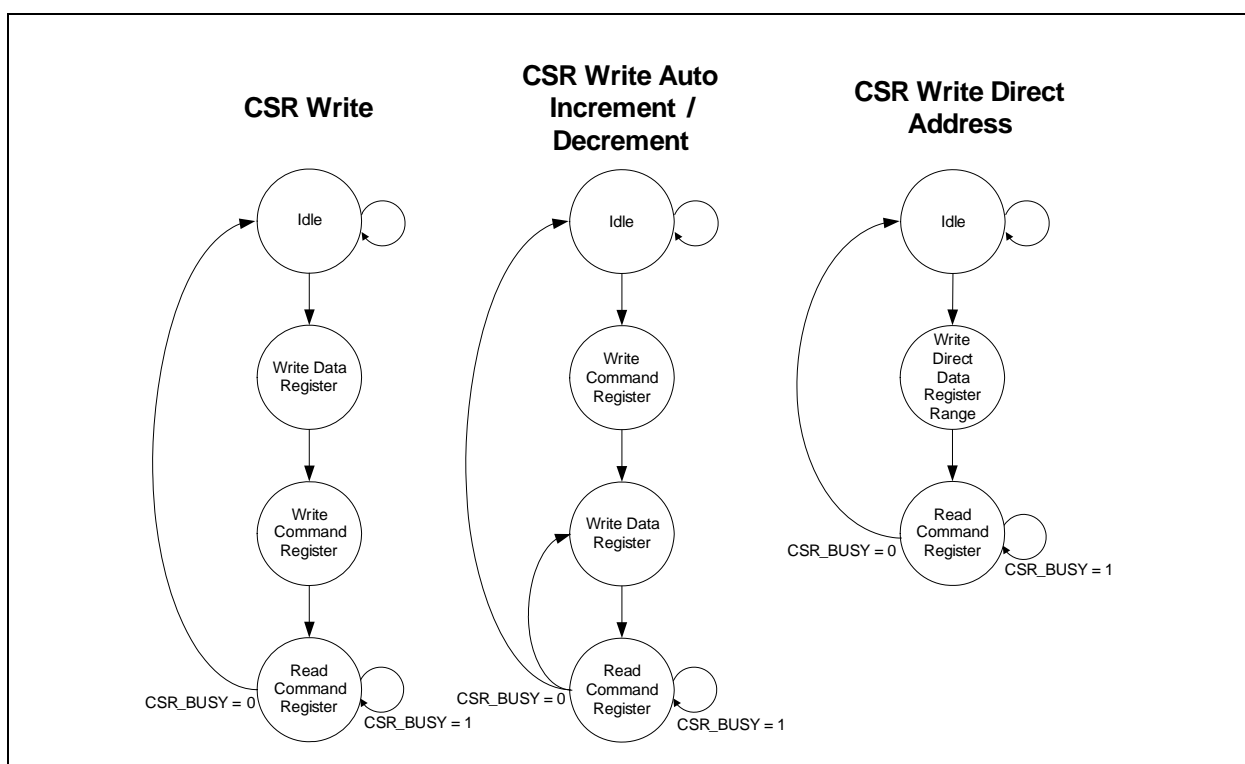 CSR Write
Idle
Write Data
Register
Write
Command
Register
Read
Command
Register
CSR_BUSY = 0
CSR_BUSY = 1
CSR Write Auto
Increment /
Decrement
Idle
Write
Command
Register
Write Data
Register
Read
Command
Register
CSR_BUSY = 0
CSR_BUSY = 1
CSR Write Direct
Address
Idle
Write
Direct
Data
Register
Range
Read
Command
Register
CSR_BUSY = 0
CSR_BUSY = 1